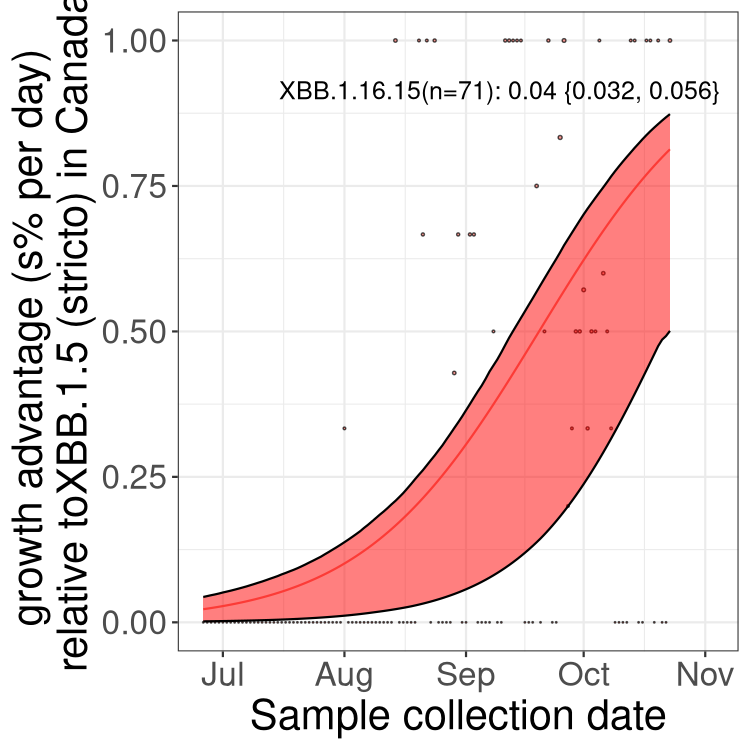 growth advantage (s% per day)
relative toXBB.1.5 (stricto) in Canada
1.00
0.75
0.50
0.25
0.00
XBB.1.16.15(n=71): 0.04 {0.032, 0.056}
Jul Aug Sep Oct Nov
Sample collection date